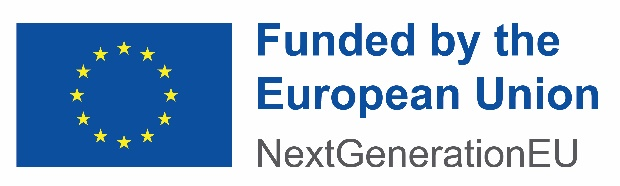 Funded by the
European Union
NextGenerationEU